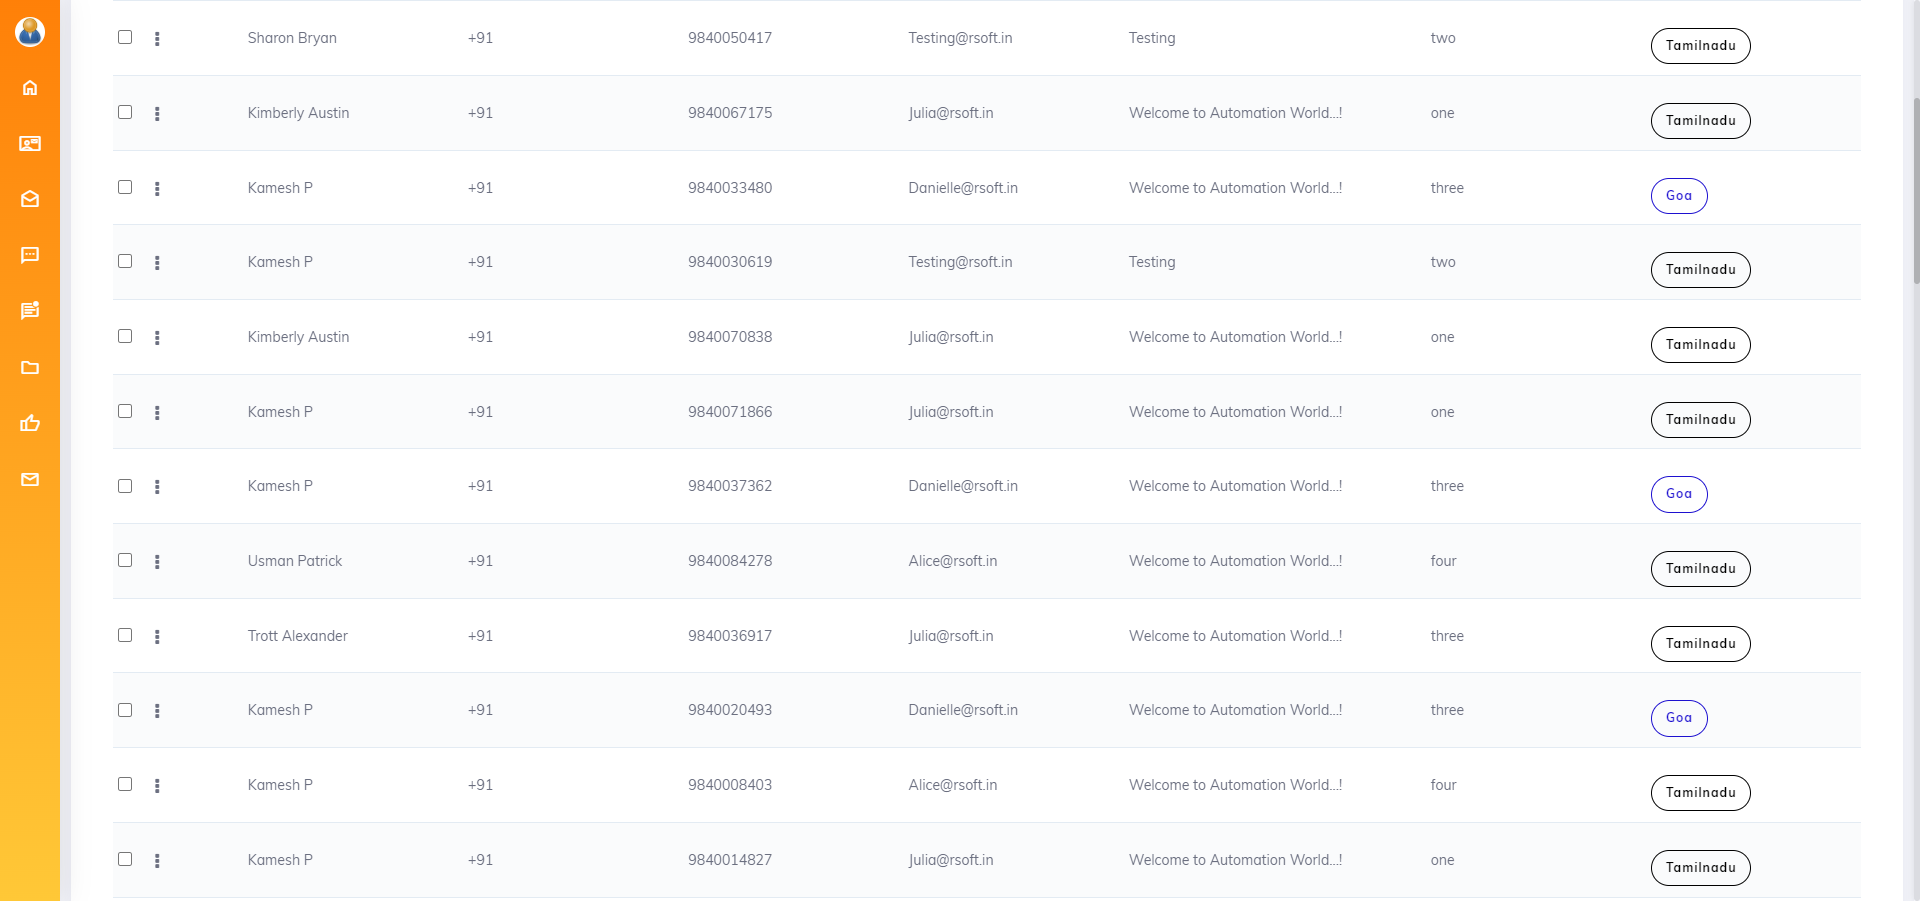 Sharon Bryan +91 9840050417 Testing@rsoft.in Testing two Tamilnadu
Kimberly Austin +91 9840067175 Julia@rsoft.in Welcome to Automation World...! one Tamilnadu
Kamesh P +91 9840033480 Danielle@rsoft.in Welcome to Automation World...! three Goa
Kamesh P +91 9840030619 Testing@rsoft.in Testing two Tamilnadu
Kimberly Austin +91 9840070838 Julia@rsoft.in Welcome to Automation World...! one Tamilnadu
Kamesh P +91 9840071866 Julia@rsoft.in Welcome to Automation World...! one Tamilnadu
Kamesh P +91 9840037362 Danielle@rsoft.in Welcome to Automation World...! three Goa
Usman Patrick +91 9840084278 Alice@rsoft.in Welcome to Automation World...! four Tamilnadu
Trott Alexander +91 9840036917 Julia@rsoft.in Welcome to Automation World...! three Tamilnadu
Kamesh P +91 9840020493 Danielle@rsoft.in Welcome to Automation World...! three Goa
Kamesh P +91 9840008403 Alice@rsoft.in Welcome to Automation World...! four Tamilnadu
Kamesh P +91 9840014827 Julia@rsoft.in Welcome to Automation World...! one Tamilnadu